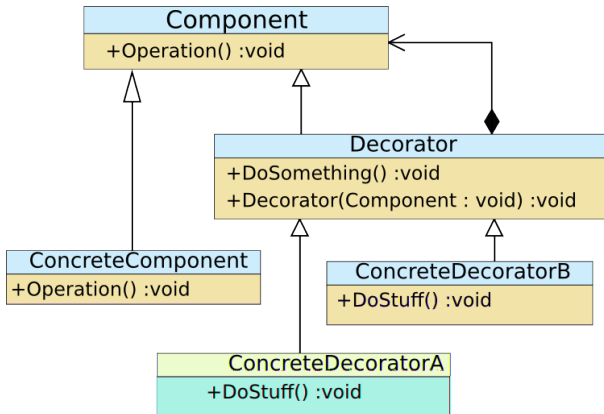 Component
+Operation() :void
Decorator
+DoSomething() :void
+Decorator(Component : void) :void
ConcreteComponent
+Operation() :void
ConcreteDecoratorB
+DoStuff() :void
ConcreteDecoratorA
+DoStuff() :void